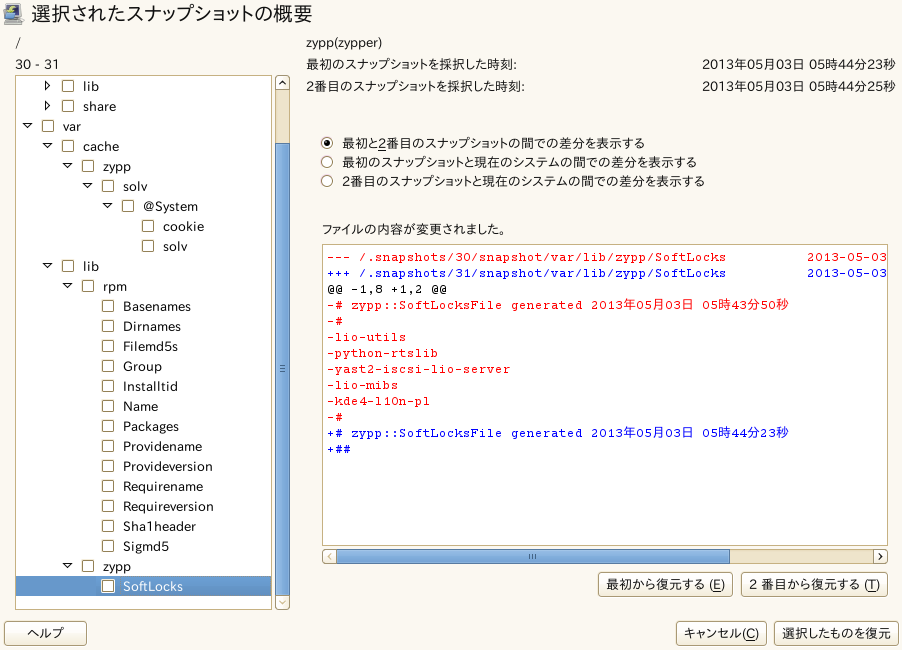 選択されたスナップショットの概要
/
30 - 31
lib
share
var
cache
zypp
solv
@System
cookie
solv
lib
rpm
Basenames
Dirnames
Filemd5s
Group
Installtid
Name
Packages
Providename
Provideversion
Requirename
Requireversion
Sha1header
Sigmd5
zypp
SoftLocks
zypp(zypper)
最初のスナップショットを採択した時刻: 2013年05月03日 05時44分23秒
2番目のスナップショットを採択した時刻: 2013年05月03日 05時44分25秒
最初と2番目のスナップショットの間での差分を表示する
最初のスナップショットと現在のシステムの間での差分を表示する
2番目のスナップショットと現在のシステムの間での差分を表示する
ファイルの内容が変更されました。
--- /.snapshots/30/snapshot/var/lib/zypp/SoftLocks 2013-05-03
+++ /.snapshots/31/snapshot/var/lib/zypp/SoftLocks 2013-05-03
@@ -1,8 +1,2 @@
-# zypp::SoftLocksFile generated 2013年05月03日 05時43分50秒
-#
-lio-utils
-python-rtslib
-yast2-iscsi-lio-server
-lio-mibs
-kde4-l10n-pl
-#
+# zypp::SoftLocksFile generated 2013年05月03日 05時44分23秒
+##
最初から復元する (E) 2 番目から復元する (T)
ヘルプ キャンセル(C) 選択したものを復元